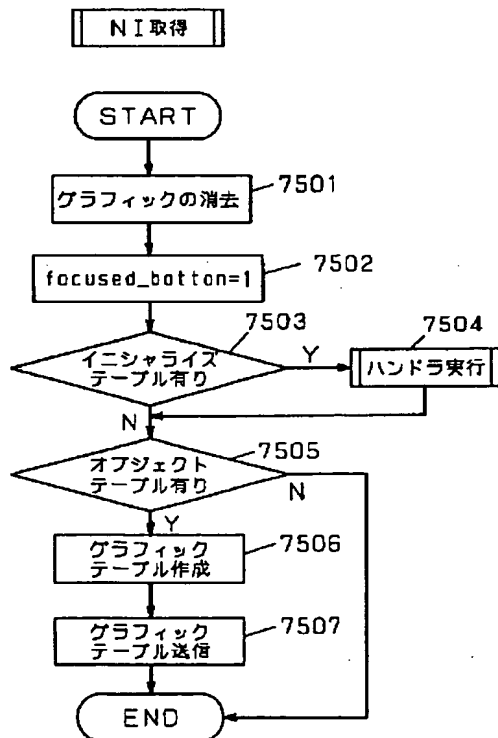 NI取得
START
グラフィックの消去
7501
focused_botton=1
7502
7503
イニシャライズ
テーブル有り
Y
7504
ハンドラ実行
N
7505
オブジェクト
テーブル有り
N
Y
グラフィック
テーブル作成
7506
グラフィック
テーブル送信
7507
END